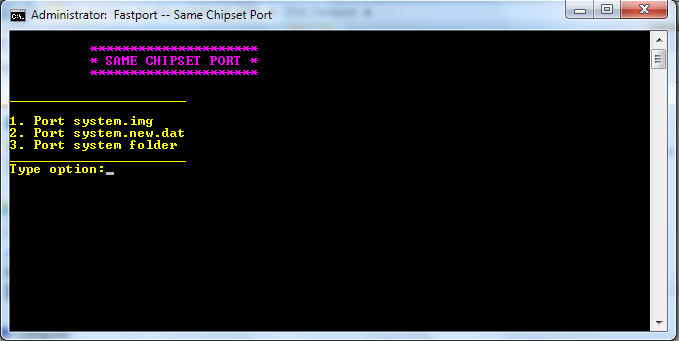 Administrator: Fastport -- Same Chipset Port
**********************
* SAME CHIPSET PORT *
**********************
1. Port system.img
2. Port system.new.dat
3. Port system folder
Type option:_